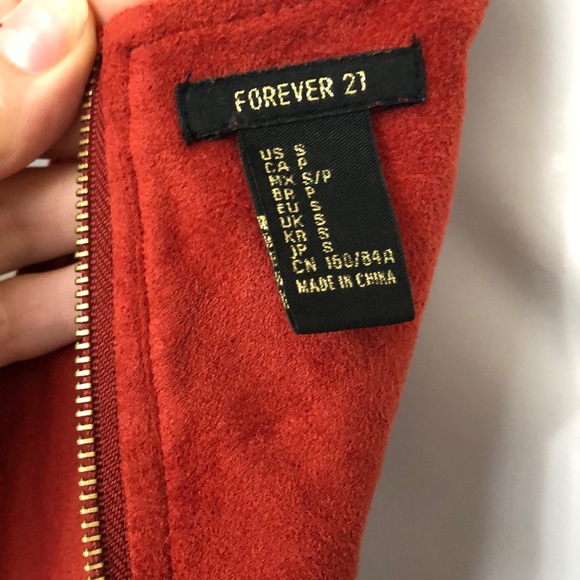 FOREVER 21
US S
CA P
MX S/P
BR P
EU S
UK S
KR S
JP S
CN 160/84A
MADE IN CHINA